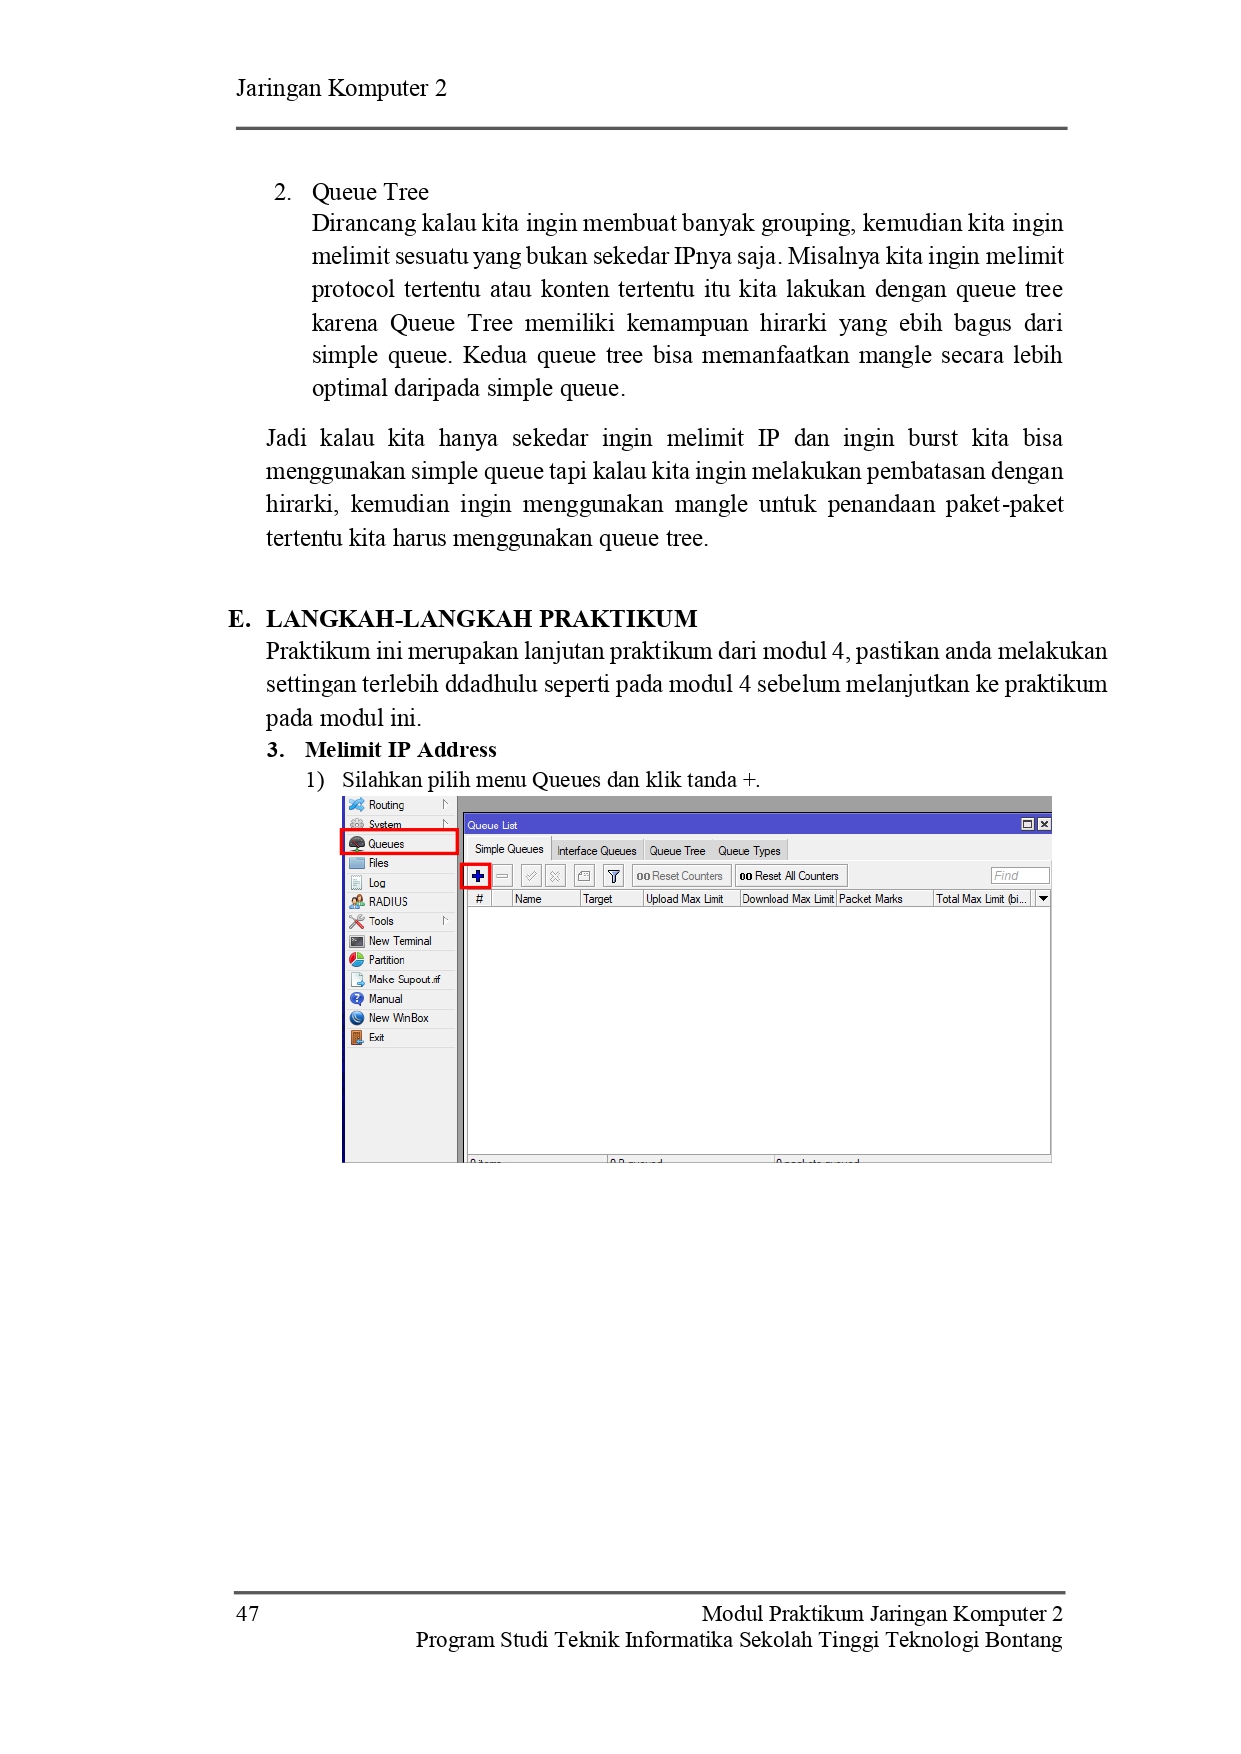 Jaringan Komputer 2
2. Queue Tree
Dirancang kalau kita ingin membuat banyak grouping, kemudian kita ingin
melimit sesuatu yang bukan sekedar IPnya saja. Misalnya kita ingin melimit
protocol tertentu atau konten tertentu itu kita lakukan dengan queue tree
karena Queue Tree memiliki kemampuan hirarki yang ebih bagus dari
simple queue. Kedua queue tree bisa memanfaatkan mangle secara lebih
optimal daripada simple queue.
Jadi kalau kita hanya sekedar ingin melimit IP dan ingin burst kita bisa
menggunakan simple queue tapi kalau kita ingin melakukan pembatasan dengan
hirarki, kemudian ingin menggunakan mangle untuk penandaan paket-paket
tertentu kita harus menggunakan queue tree.
E. LANGKAH-LANGKAH PRAKTIKUM
Praktikum ini merupakan lanjutan praktikum dari modul 4, pastikan anda melakukan
settingan terlebih ddadhulu seperti pada modul 4 sebelum melanjutkan ke praktikum
pada modul ini.
3. Melimit IP Address
1) Silahkan pilih menu Queues dan klik tanda +.
Routing
System
Queues
Files
Log
RADIUS
Tools
New Terminal
Partition
Make Supout.rif
Manual
New WinBox
Exit
Queue List
Simple Queues Interface Queues Queue Tree Queue Types
00 Reset Counters 00 Reset All Counters Find
# Name Target Upload Max Limit Download Max Limit Packet Marks Total Max Limit (bi...
0 items 0 B queued 0 packets queued
47 Modul Praktikum Jaringan Komputer 2
Program Studi Teknik Informatika Sekolah Tinggi Teknologi Bontang